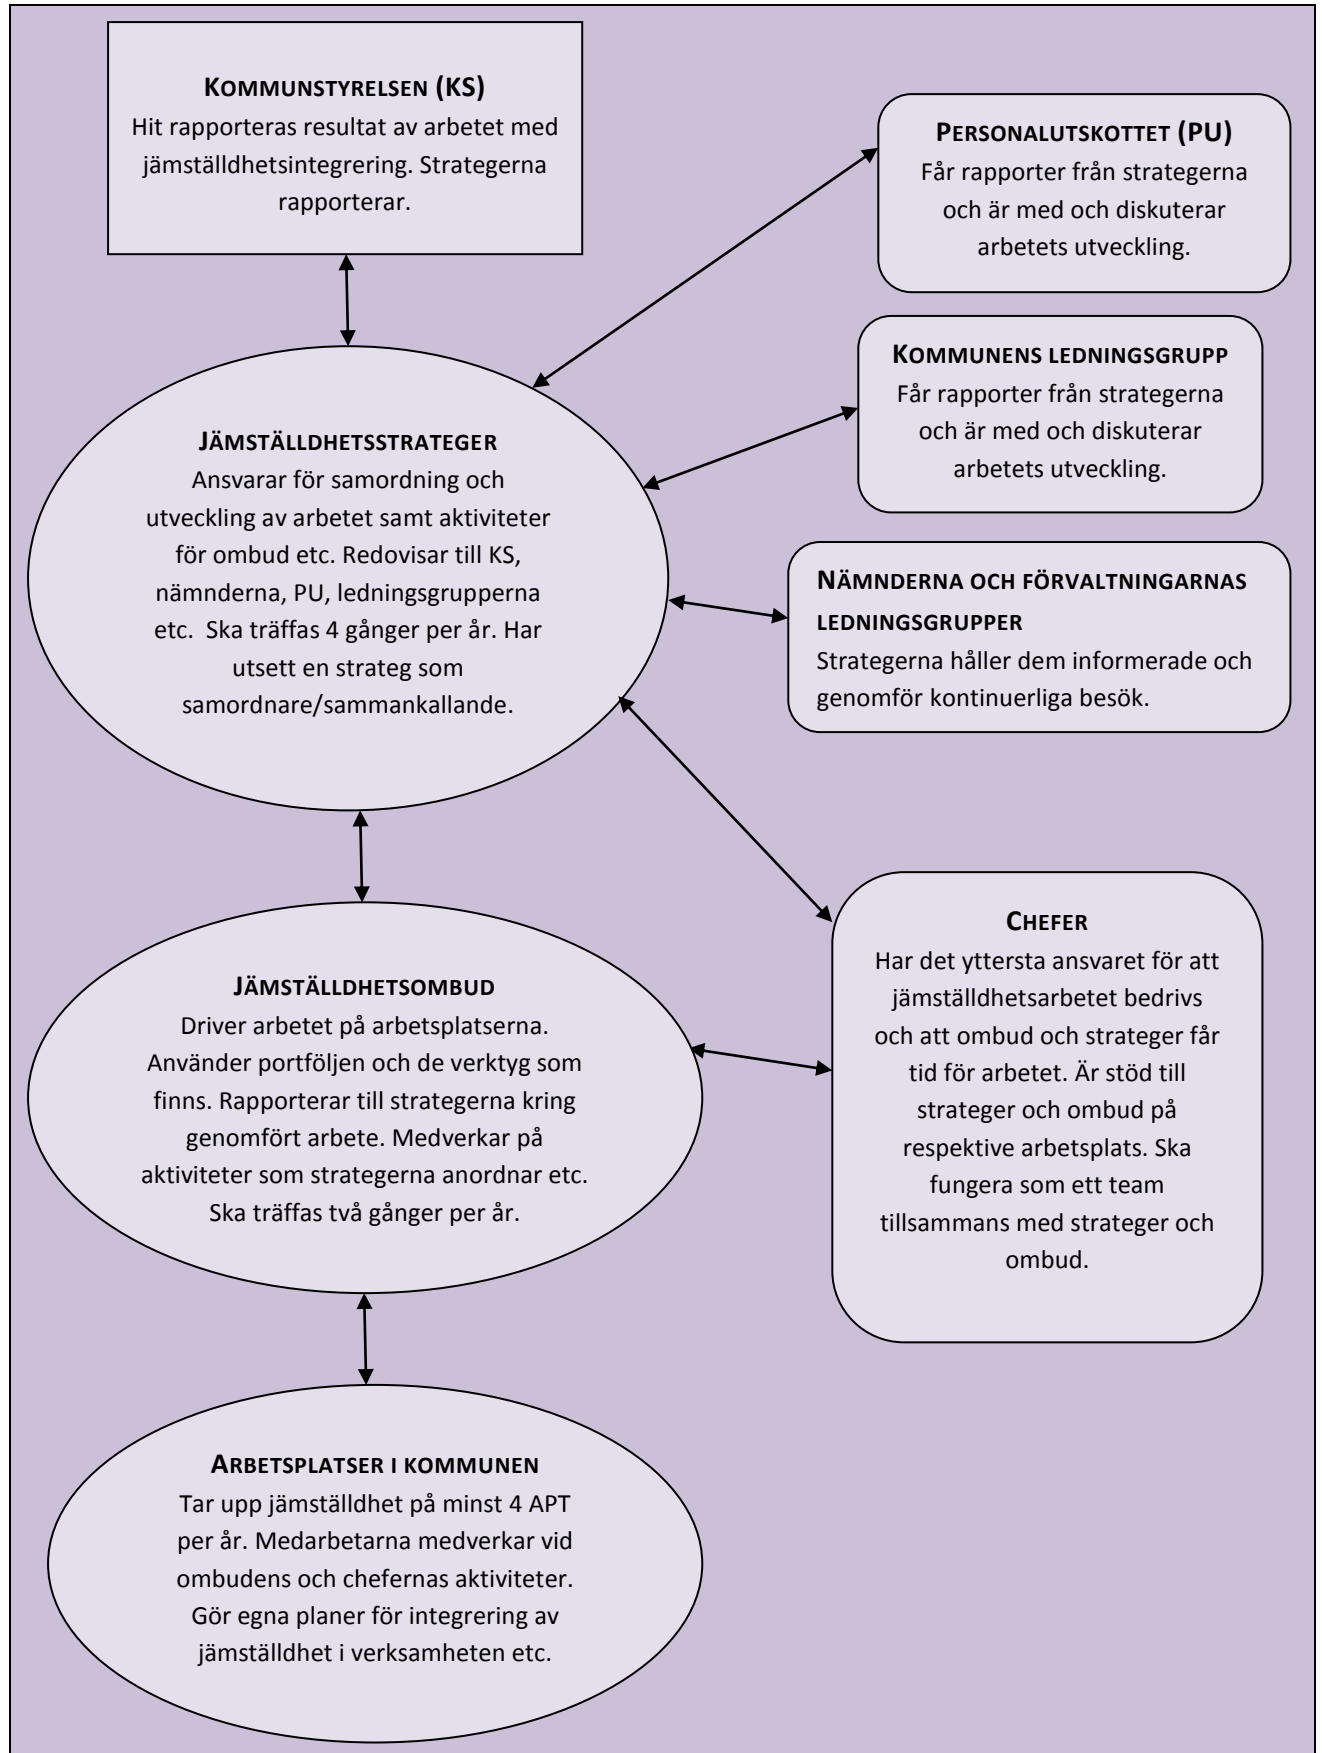 KOMMUNSTYRELSEN (KS)
Hit rapporteras resultat av arbetet med
jämställdhetsintegrering. Strategerna
rapporterar.
PERSONALUTSKOTTET (PU)
Får rapporter från strategerna
och är med och diskuterar
arbetets utveckling.
KOMMUNENS LEDNINGSGRUPP
Får rapporter från strategerna
och är med och diskuterar
arbetets utveckling.
JÄMSTÄLLDHETSSTRATEGER
Ansvarar för samordning och
utveckling av arbetet samt aktiviteter
för ombud etc. Redovisar till KS,
nämnderna, PU, ledningsgrupperna
etc.  Ska träffas 4 gånger per år. Har
utsett en strateg som
samordnare/sammankallande.
NÄMNDERNA OCH FÖRVALTNINGARNAS
LEDNINGSGRUPPER
Strategerna håller dem informerade och
genomför kontinuerliga besök.
CHEFER
Har det yttersta ansvaret för att
jämställdhetsarbetet bedrivs
och att ombud och strateger får
tid för arbetet. Är stöd till
strateger och ombud på
respektive arbetsplats. Ska
fungera som ett team
tillsammans med strateger och
ombud.
JÄMSTÄLLDHETSOMBUD
Driver arbetet på arbetsplatserna.
Använder portföljen och de verktyg som
finns. Rapporterar till strategerna kring
genomfört arbete. Medverkar på
aktiviteter som strategerna anordnar etc.
Ska träffas två gånger per år.
ARBETSPLATSER I KOMMUNEN
Tar upp jämställdhet på minst 4 APT
per år. Medarbetarna medverkar vid
ombudens och chefernas aktiviteter.
Gör egna planer för integrering av
jämställdhet i verksamheten etc.